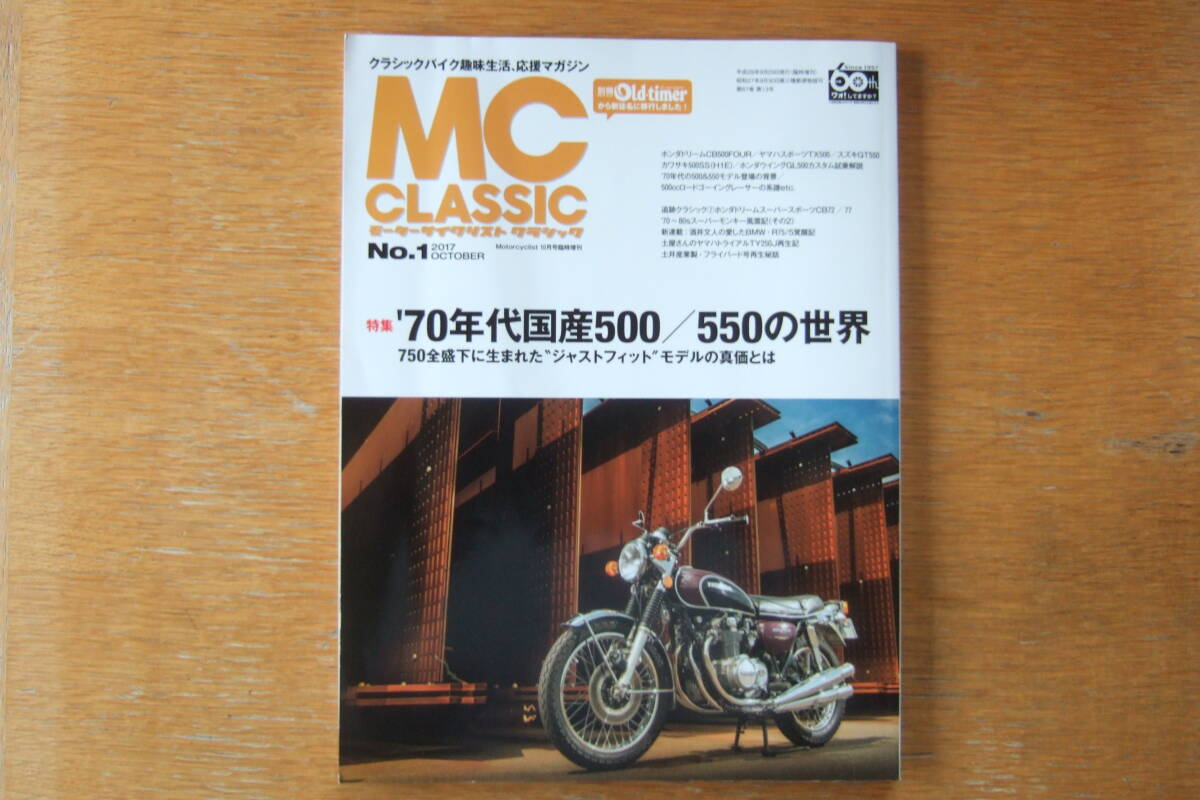 クラシックバイク趣味生活、応援マガジン
MC
CLASSIC
モーターサイクリスト クラシック
No.1 2017
OCTOBER
Motorcyclist 10月号臨時増刊
別冊 Old-timer
から新誌名に移行しました！
Since 1957
60th
ワオ!してますか?
ホンダドリームCB500FOUR／ヤマハスポーツTX500／スズキGT550
カワサキ500SS(H1E)／ホンダウイングGL500カスタム試乗解説
'70年代の500&550モデル登場の背景／
500ccロードゴーイングレーサーの系譜etc.
追跡クラシック⑦ホンダドリームスーパースポーツCB72／77
'70〜80sスーパーモンキー風雲記(その2)
新連載：酒井文人の愛したBMW・R75/5覚醒記
土屋さんのヤマハトライアルTY250J再生記
土井産業製・フライバード号再生秘話
特集 '70年代国産500／550の世界
750全盛下に生まれた“ジャストフィット”モデルの真価とは